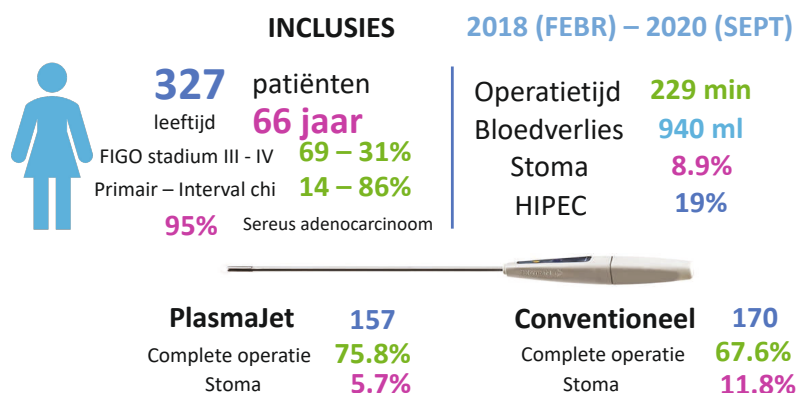 INCLUSIES
2018 (FEBR) – 2020 (SEPT)
327 patiënten
leeftijd 66 jaar
FIGO stadium III - IV 69 – 31%
Primair – Interval chi 14 – 86%
95% Sereus adenocarcinoom
Operatietijd 229 min
Bloedverlies 940 ml
Stoma 8.9%
HIPEC 19%
PlasmaJet 157
Complete operatie 75.8%
Stoma 5.7%
Conventioneel 170
Complete operatie 67.6%
Stoma 11.8%